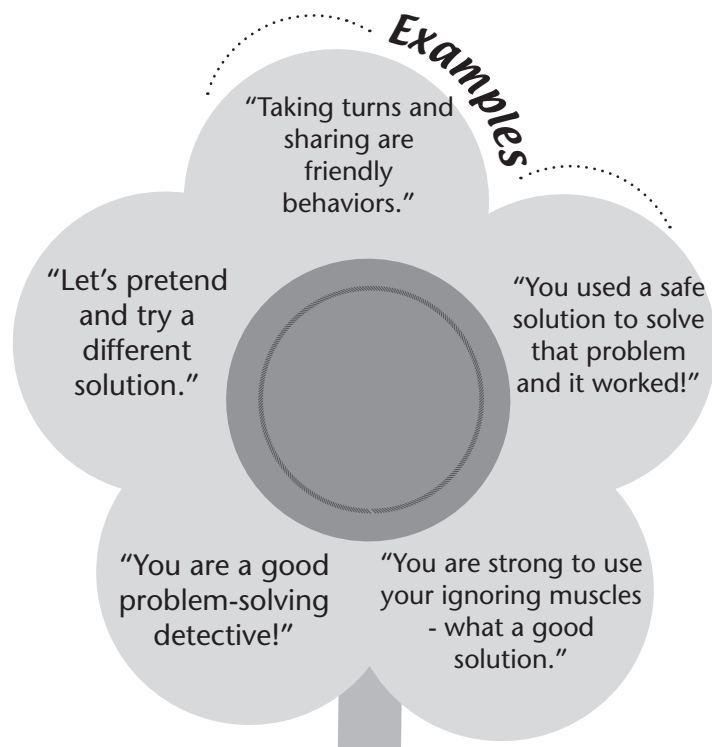 Examples
“Taking turns and
sharing are
friendly
behaviors.”
“Let’s pretend
and try a
different
solution.”
“You used a safe
solution to solve
that problem
and it worked!”
“You are a good
problem-solving
detective!”
“You are strong to use
your ignoring muscles
- what a good
solution.”